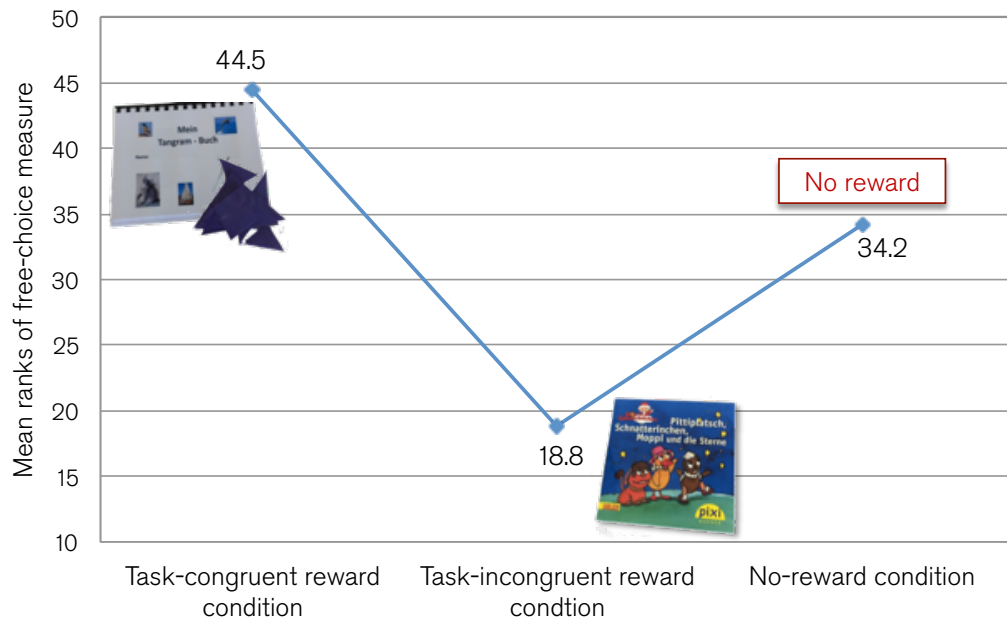 50
45
40
35
30
25
20
15
10
Mean ranks of free-choice measure
44.5
18.8
34.2
No reward
Mein
Tangram - Buch
Pittiplatsch,
Schnatterinchen,
Moppi und die Sterne
pixi
Task-congruent reward
condition
Task-incongruent reward
condtion
No-reward condition